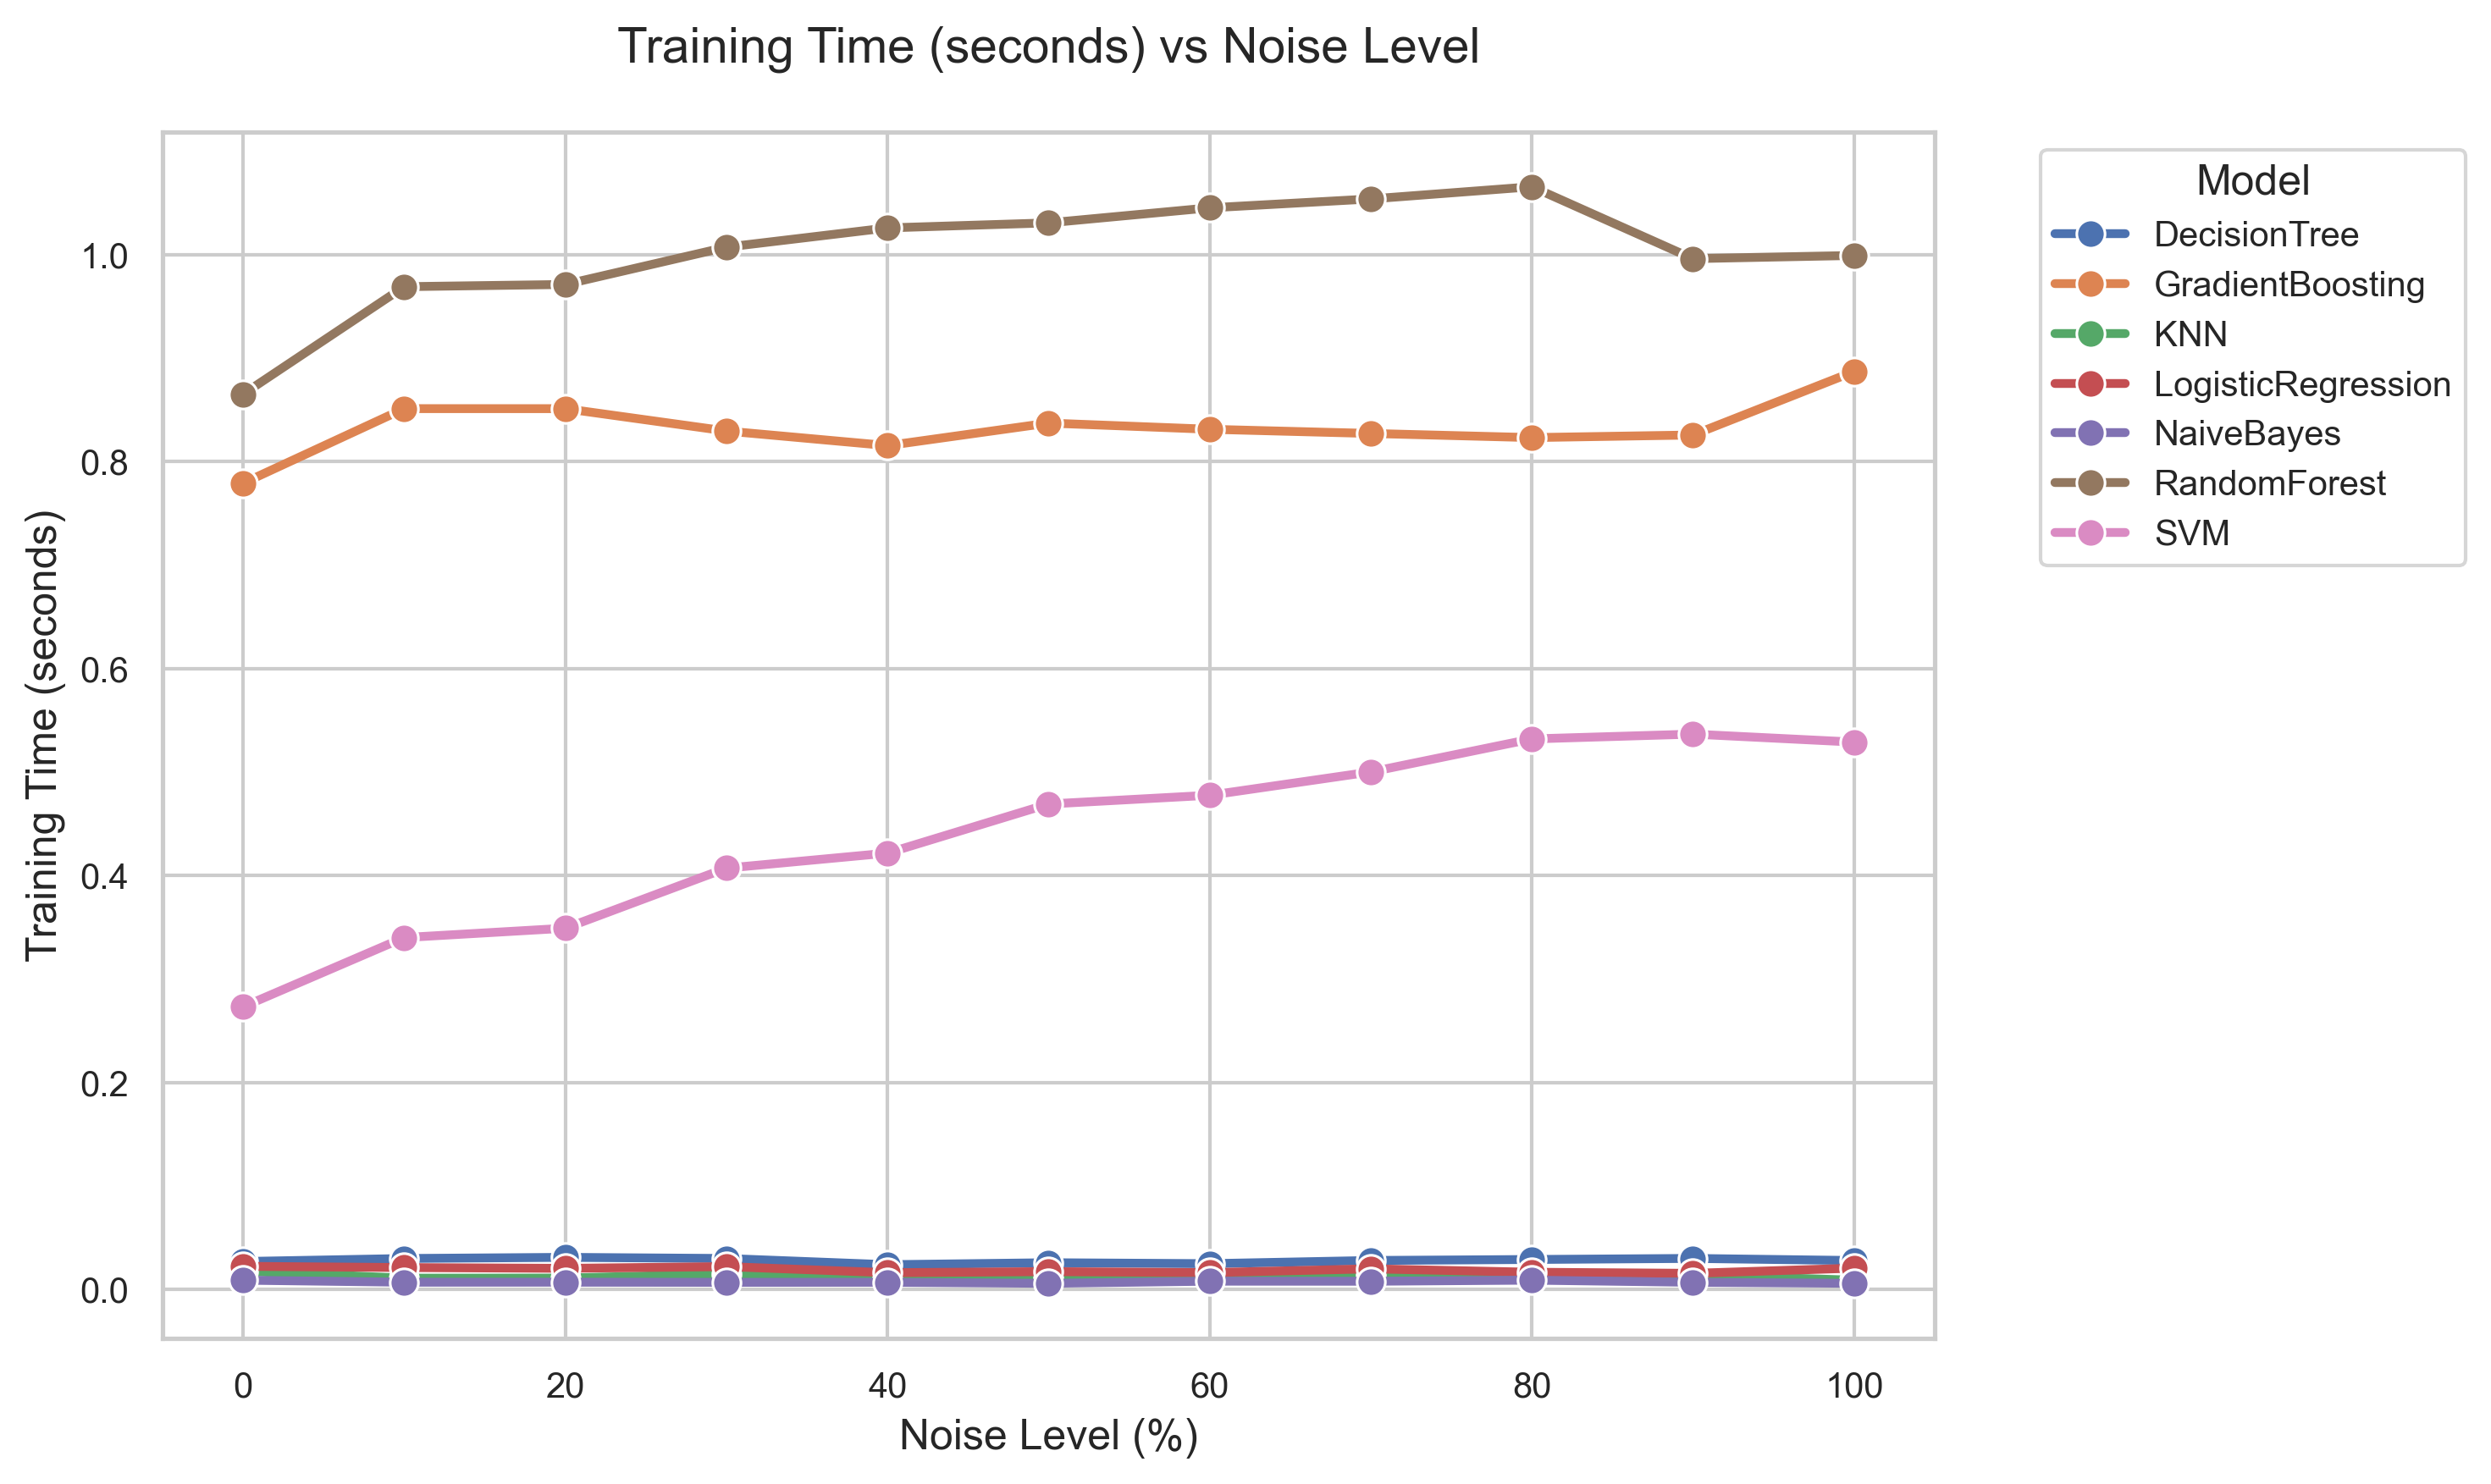 Training Time (seconds) vs Noise Level
Model
DecisionTree
GradientBoosting
KNN
LogisticRegression
NaiveBayes
RandomForest
SVM
Training Time (seconds)
1.0
0.8
0.6
0.4
0.2
0.0
0 20 40 60 80 100
Noise Level (%)